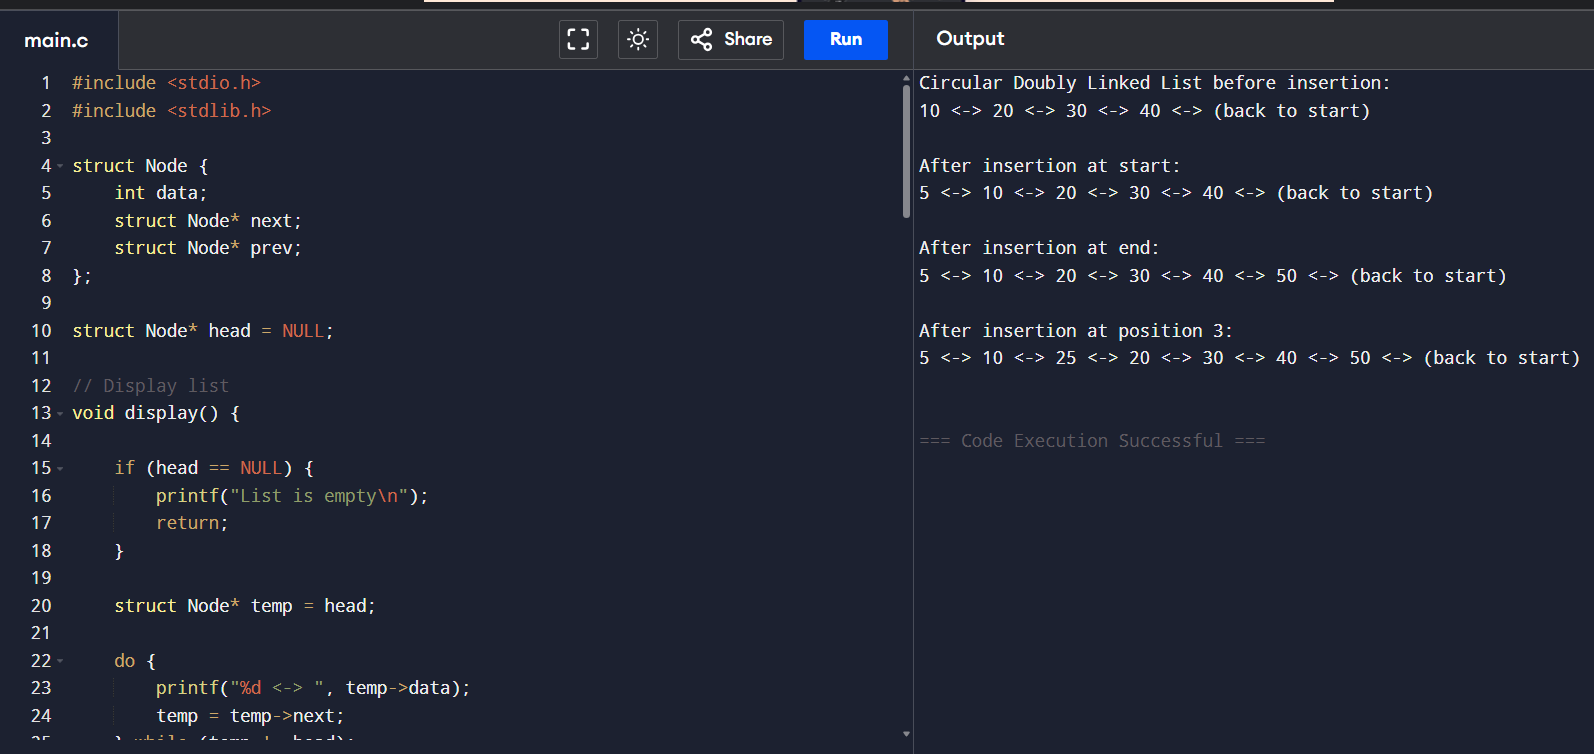 main.c
Share
Run
Output
1 #include <stdio.h>
2 #include <stdlib.h>
3
4 struct Node {
5     int data;
6     struct Node* next;
7     struct Node* prev;
8 };
9
10 struct Node* head = NULL;
11
12 // Display list
13 void display() {
14
15     if (head == NULL) {
16         printf("List is empty\n");
17         return;
18     }
19
20     struct Node* temp = head;
21
22     do {
23         printf("%d <-> ", temp->data);
24         temp = temp->next;
Circular Doubly Linked List before insertion:
10 <-> 20 <-> 30 <-> 40 <-> (back to start)
After insertion at start:
5 <-> 10 <-> 20 <-> 30 <-> 40 <-> (back to start)
After insertion at end:
5 <-> 10 <-> 20 <-> 30 <-> 40 <-> 50 <-> (back to start)
After insertion at position 3:
5 <-> 10 <-> 25 <-> 20 <-> 30 <-> 40 <-> 50 <-> (back to start)
=== Code Execution Successful ===